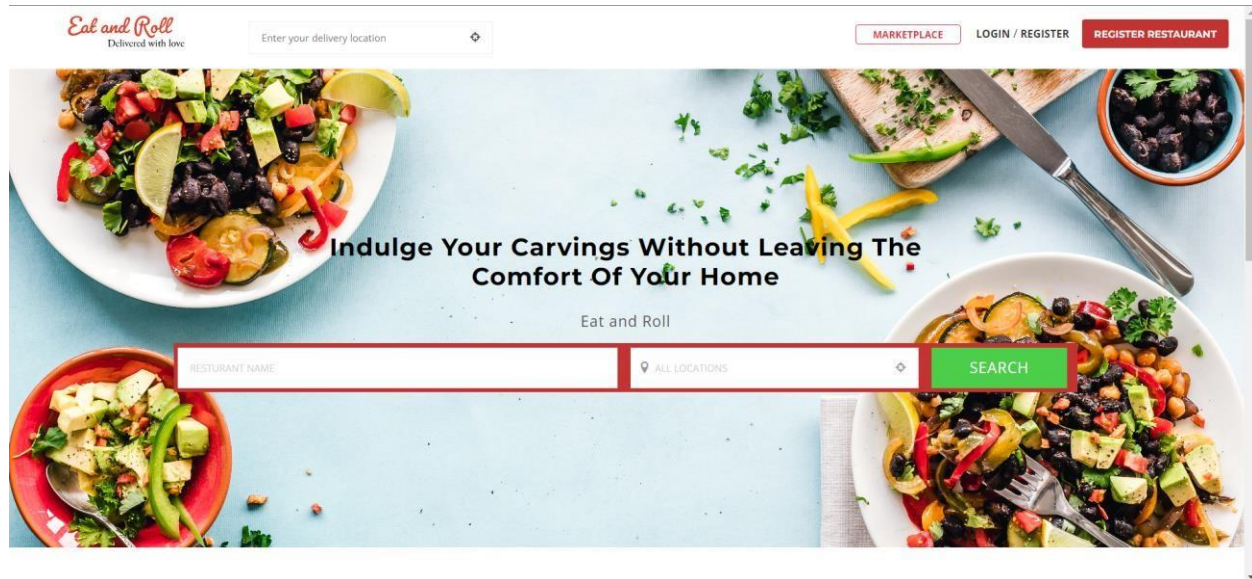 Eat and Roll
Delivered with love
Enter your delivery location
MARKETPLACE
LOGIN / REGISTER
REGISTER RESTAURANT
Indulge Your Carvings Without Leaving The
Comfort Of Your Home
Eat and Roll
RESTURANT NAME
ALL LOCATIONS
SEARCH